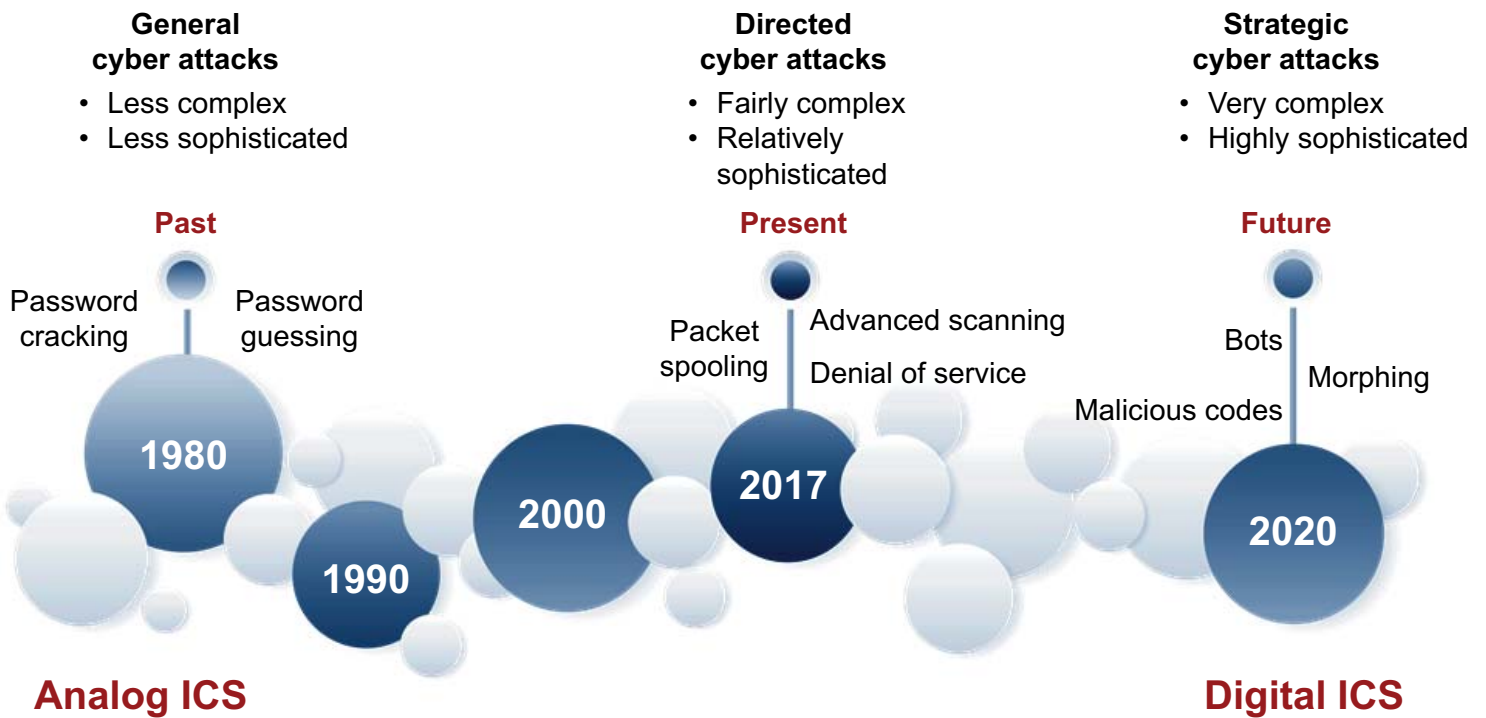 General
cyber attacks
• Less complex
• Less sophisticated
Directed
cyber attacks
• Fairly complex
• Relatively
sophisticated
Strategic
cyber attacks
• Very complex
• Highly sophisticated
Past
Present
Future
Password
cracking
Password
guessing
Packet
spooling
Advanced scanning
Denial of service
Bots
Morphing
Malicious codes
1980
1990
2000
2017
2020
Analog ICS
Digital ICS